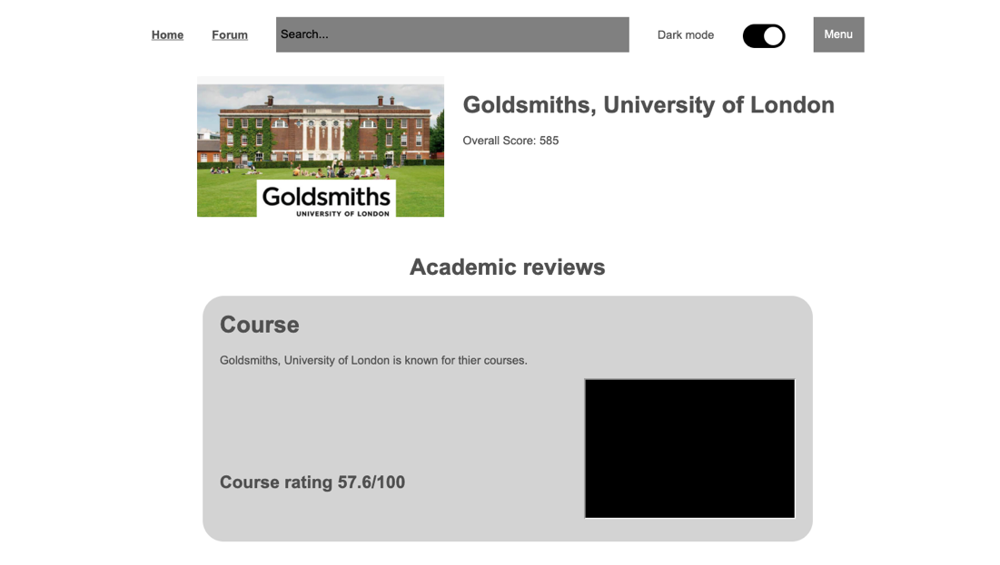 Home
Forum
Search...
Dark mode
Menu
Goldsmiths, University of London
Overall Score: 585
Goldsmiths
UNIVERSITY OF LONDON
Academic reviews
Course
Goldsmiths, University of London is known for thier courses.
Course rating 57.6/100